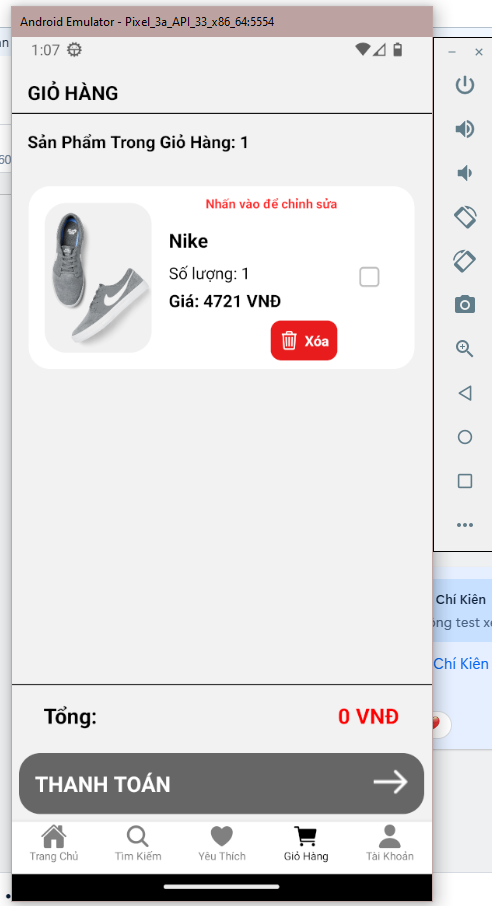 Android Emulator - Pixel_3a_API_33_x86_64:5554
1:07
GIỎ HÀNG
Sản Phẩm Trong Giỏ Hàng: 1
Nhấn vào để chỉnh sửa
Nike
Số lượng: 1
Giá: 4721 VNĐ
Xóa
Chí Kiên
test
Chí Kiên
Tổng:
0 VNĐ
THANH TOÁN
Trang Chủ
Tìm Kiếm
Yêu Thích
Giỏ Hàng
Tài Khoản